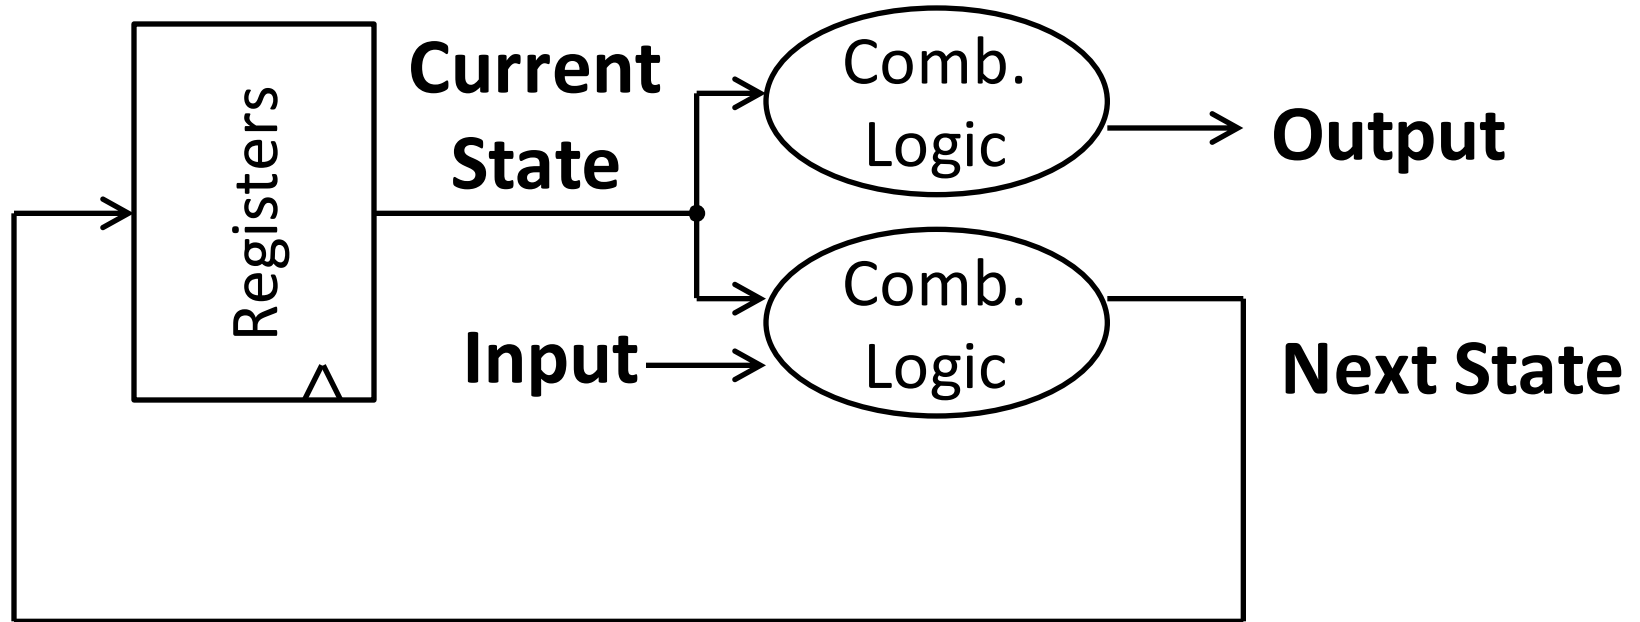 Registers
Current
State
Comb.
Logic
Output
Input
Comb.
Logic
Next State